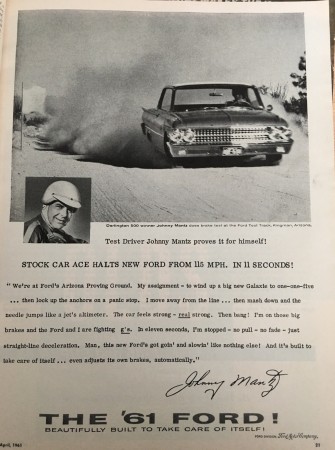 Darlington 500 winner Johnny Mantz does brake test at the Ford Test Track, Kingman, Arizona.
Test Driver Johnny Mantz proves it for himself!
STOCK CAR ACE HALTS NEW FORD FROM 115 MPH. IN 11 SECONDS!
"We're at Ford's Arizona Proving Ground. My assignment - to wind up a big new Galaxie to one-one-five
... then lock up the anchors on a panic stop. I move away from the line ... then mash down and the
needle jumps like a jet's altimeter. The car feels strong - real strong. Then bang! I'm on those big
brakes and the Ford and I are fighting g's. In eleven seconds, I'm stopped - no pull - no fade - just
straight-line deceleration. Man, this new Ford's got goin' and slowin' like nothing else! And it's built to
take care of itself ... even adjusts its own brakes, automatically."
Johnny Mantz
THE '61 FORD!
BEAUTIFULLY BUILT TO TAKE CARE OF ITSELF!
FORD DIVISION, Ford Motor Company,
April, 1961